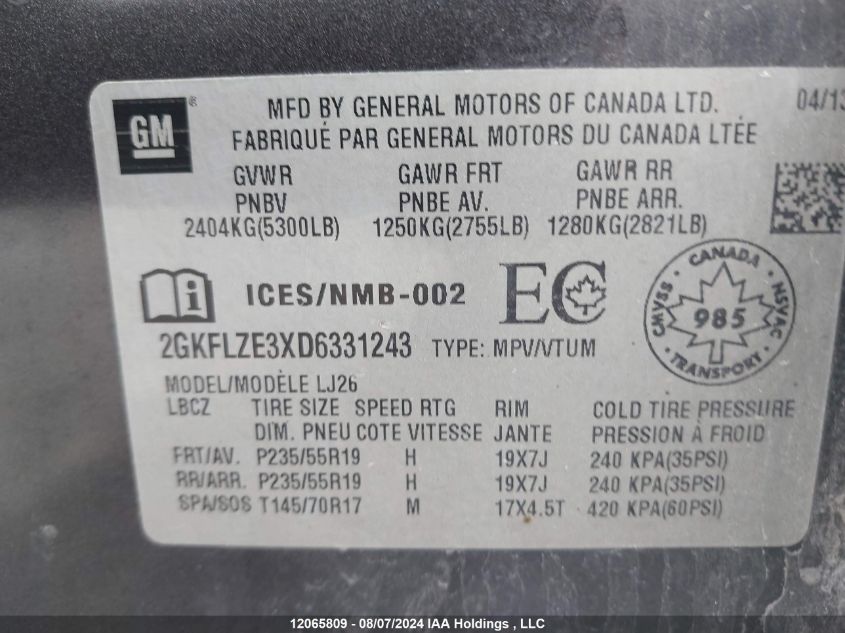 GM ®
MFD BY GENERAL MOTORS OF CANADA LTD. 04/13
FABRIQUÉ PAR GENERAL MOTORS DU CANADA LTÉE
GVWR GAWR FRT GAWR RR
PNBV PNBE AV. PNBE ARR.
2404KG(5300LB) 1250KG(2755LB) 1280KG(2821LB)
i ICES/NMB-002 EC
CANADA
CMVSS 985 NSVAC
TRANSPORT
2GKFLZE3XD6331243 TYPE: MPV/VTUM
MODEL/MODÈLE LJ26
LBCZ TIRE SIZE SPEED RTG RIM COLD TIRE PRESSURE
DIM. PNEU COTE VITESSE JANTE PRESSION À FROID
FRT/AV. P235/55R19 H 19X7J 240 KPA(35PSI)
RR/ARR. P235/55R19 H 19X7J 240 KPA(35PSI)
SPA/SOS T145/70R17 M 17X4.5T 420 KPA(60PSI)
12065809 - 08/07/2024 IAA Holdings , LLC